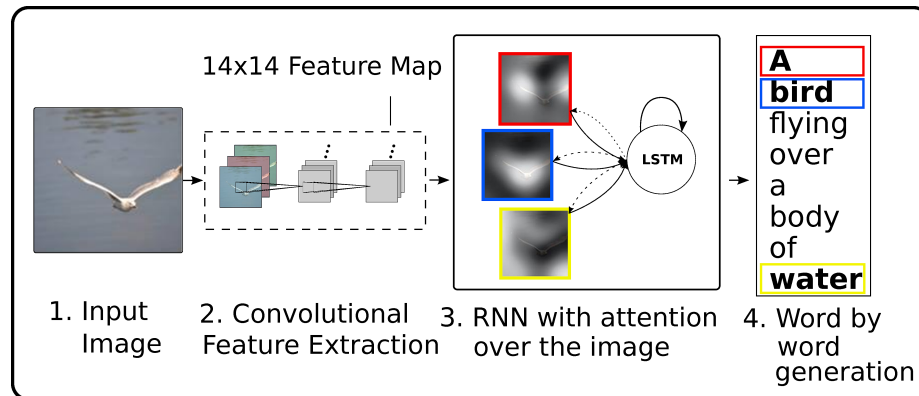 14x14 Feature Map
LSTM
A
bird
flying
over
a
body
of
water
1. Input
Image
2. Convolutional
Feature Extraction
3. RNN with attention
over the image
4. Word by
word
generation